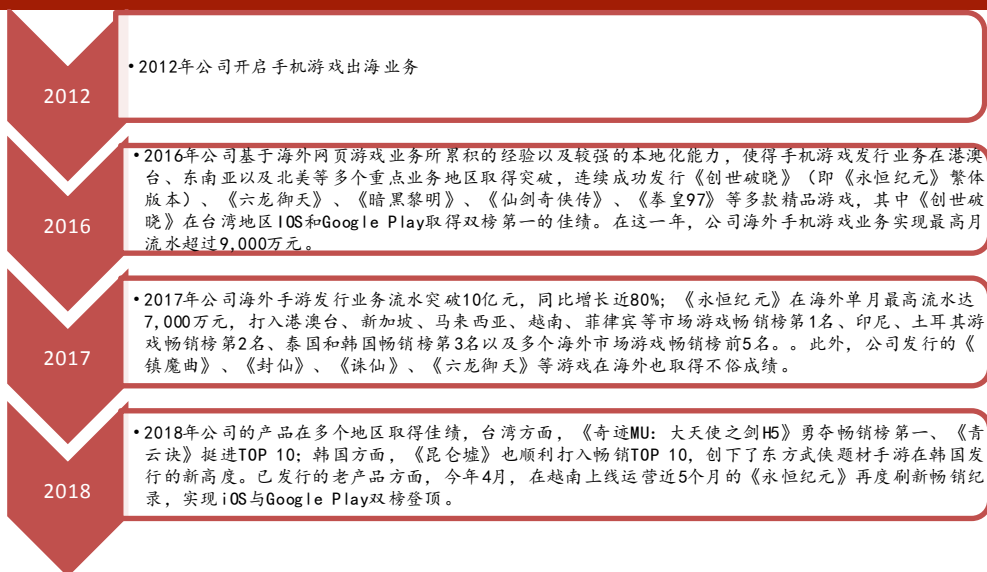 2012
•2012年公司开启手机游戏出海业务
2016
•2016年公司基于海外网页游戏业务所累积的经验以及较强的本地化能力，使得手机游戏发行业务在港澳
台、东南亚以及北美等多个重点业务地区取得突破，连续成功发行《创世破晓》（即《永恒纪元》繁体
版本）、《六龙御天》、《暗黑黎明》、《仙剑奇侠传》、《拳皇97》等多款精品游戏，其中《创世破
晓》在台湾地区IOS和Google Play取得双榜第一的佳绩。在这一年，公司海外手机游戏业务实现最高月
流水超过9,000万元。
2017
•2017年公司海外手游发行业务流水突破10亿元，同比增长近80%；《永恒纪元》在海外单月最高流水达
7,000万元，打入港澳台、新加坡、马来西亚、越南、菲律宾等市场游戏畅销榜第1名、印尼、土耳其游
戏畅销榜第2名、泰国和韩国畅销榜第3名以及多个海外市场游戏畅销榜前5名。。此外，公司发行的《
镇魔曲》、《封仙》、《诛仙》、《六龙御天》等游戏在海外也取得不俗成绩。
2018
•2018年公司的产品在多个地区取得佳绩，台湾方面，《奇迹MU：大天使之剑H5》勇夺畅销榜第一、《青
云诀》挺进TOP 10；韩国方面，《昆仑墟》也顺利打入畅销TOP 10，创下了东方武侠题材手游在韩国发
行的新高度。已发行的老产品方面，今年4月，在越南上线运营近5个月的《永恒纪元》再度刷新畅销纪
录，实现iOS与Google Play双榜登顶。